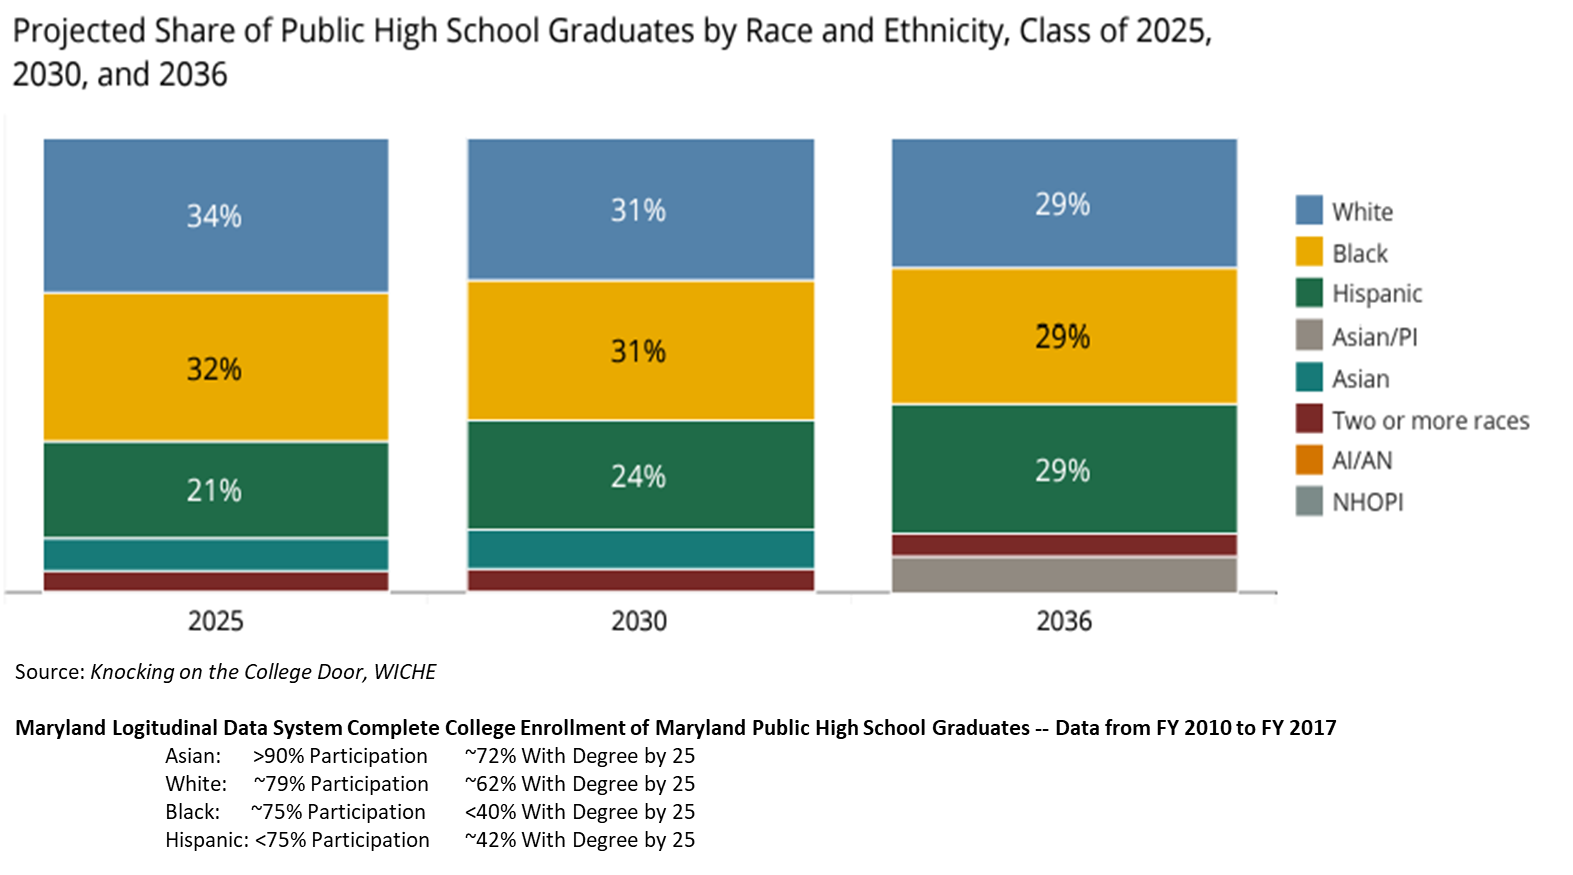 Projected Share of Public High School Graduates by Race and Ethnicity, Class of 2025,
2030, and 2036
34%
31%
29%
32%
31%
29%
21%
24%
29%
White
Black
Hispanic
Asian/PI
Asian
Two or more races
AI/AN
NHOPI
2025
2030
2036
Source: Knocking on the College Door, WICHE
Maryland Logitudinal Data System Complete College Enrollment of Maryland Public High School Graduates -- Data from FY 2010 to FY 2017
Asian: >90% Participation ~72% With Degree by 25
White: ~79% Participation ~62% With Degree by 25
Black: ~75% Participation <40% With Degree by 25
Hispanic: <75% Participation ~42% With Degree by 25